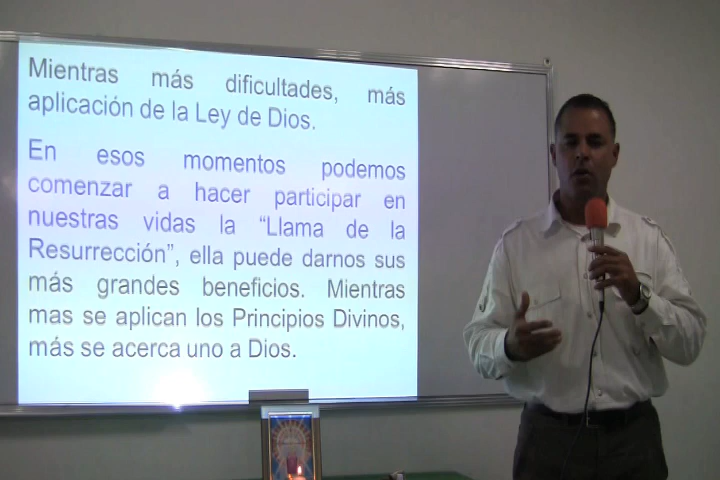 Mientras más dificultades, más
aplicación de la Ley de Dios.
En esos momentos podemos
comenzar a hacer participar en
nuestras vidas la “Llama de la
Resurrección”, ella puede darnos sus
más grandes beneficios. Mientras
mas se aplican los Principios Divinos,
más se acerca uno a Dios.